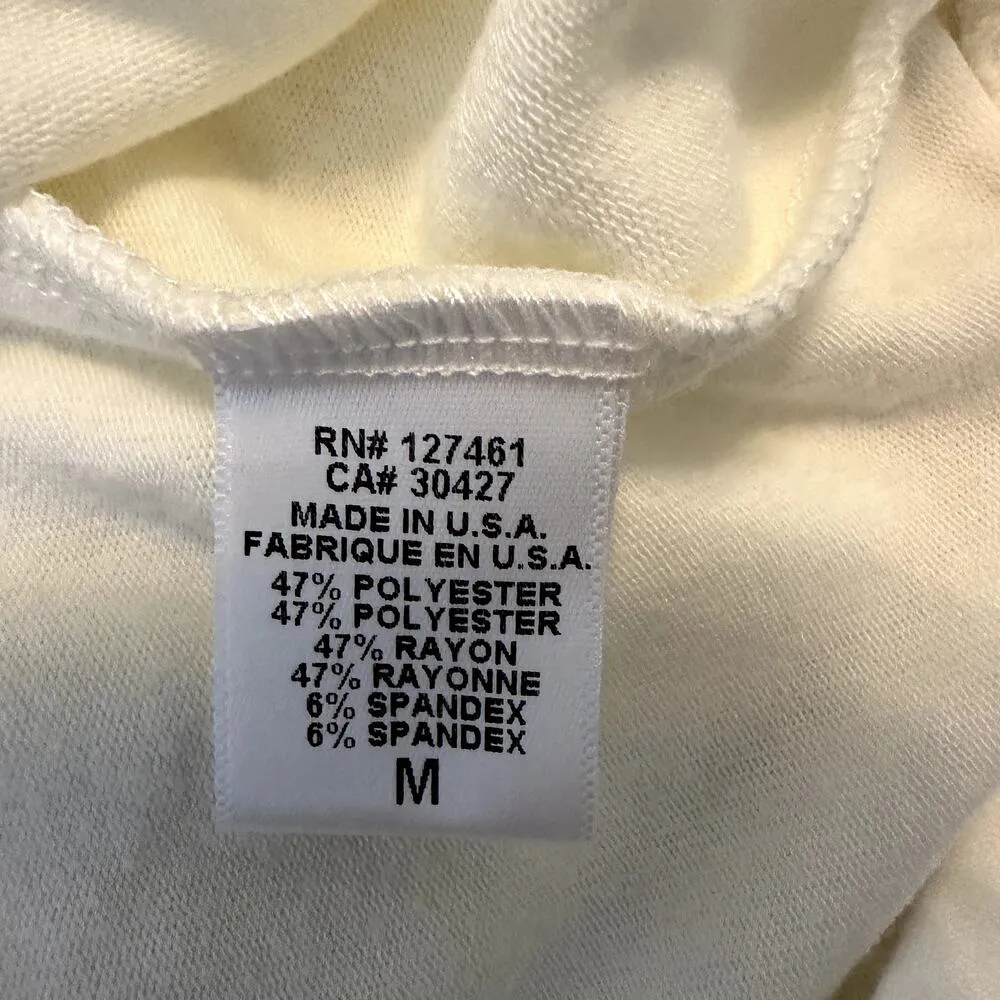 RN# 127461
CA# 30427
MADE IN U.S.A.
FABRIQUE EN U.S.A.
47% POLYESTER
47% POLYESTER
47% RAYON
47% RAYONNE
6% SPANDEX
6% SPANDEX
M